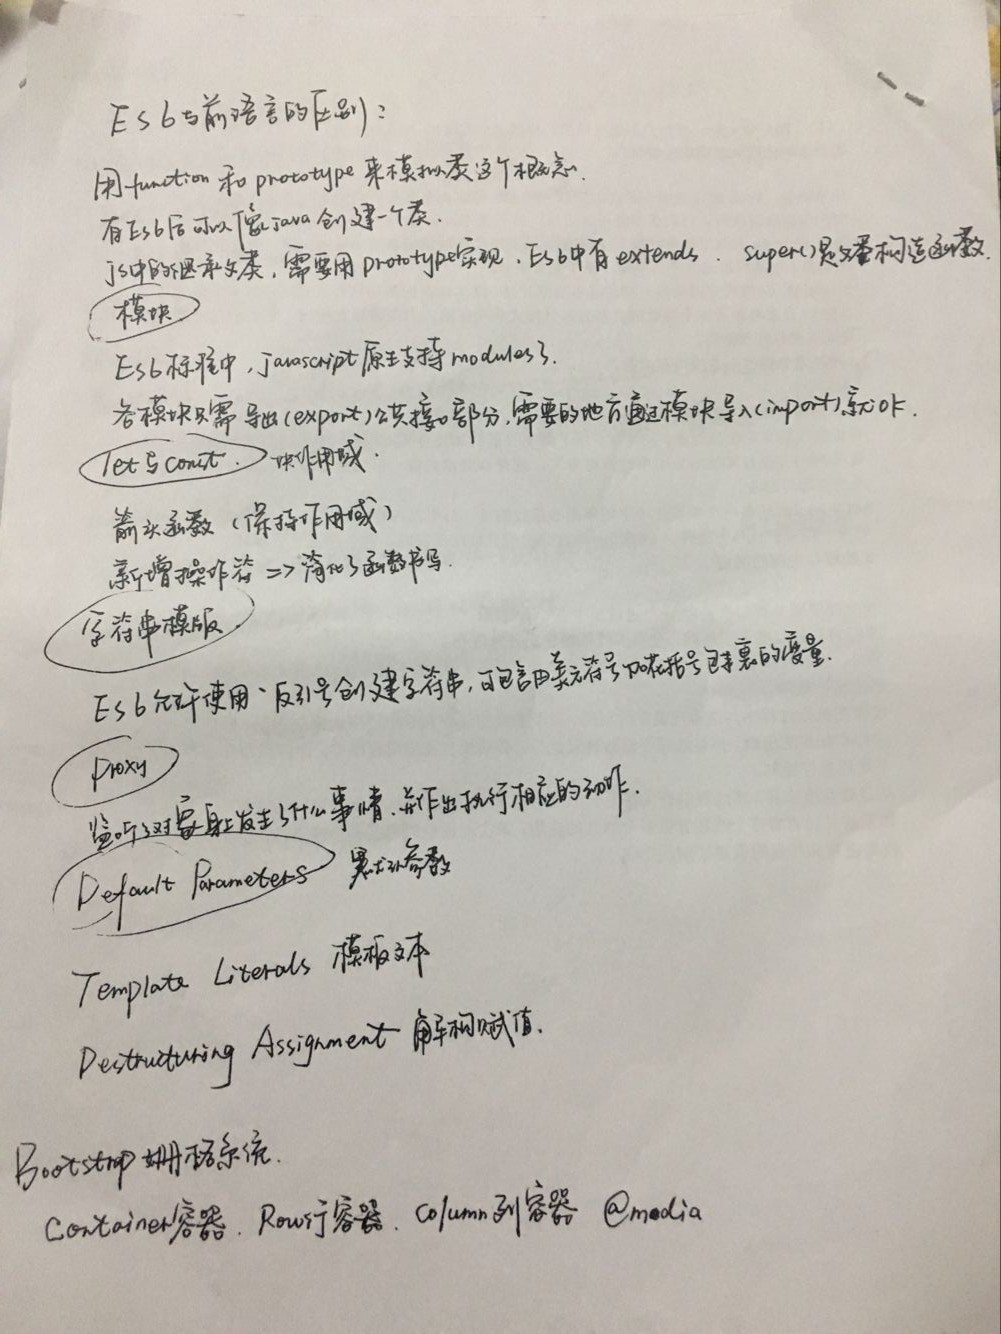 Es6与前语言的区别：
用function和prototype来模拟类这个概念.
有Es6后可以像java创建一个类.
js中的继承父类，需要用prototype实现，Es6中有extends . super()是父类构造函数.
模块
Es6标准中，javascript原生支持modules了.
各模块只需导出(export)公共接口部分，需要的地方通过模块导入(import)就ok.
let与const. 块作用域.
箭头函数（保持作用域）
新增操作符 => 简化了函数书写.
字符串模版.
Es6允许使用`反引号创建字符串，可包含由美元符号加花括号包裹的变量.
Proxy
监听了对象身上发生了什么事情，并作出执行相应的动作.
Default Parameters 默认参数
Template Literals 模板文本
Destructuring Assignment 解构赋值.
Bootstrap 栅格系统.
Container容器. Row行容器. Column列容器 @media